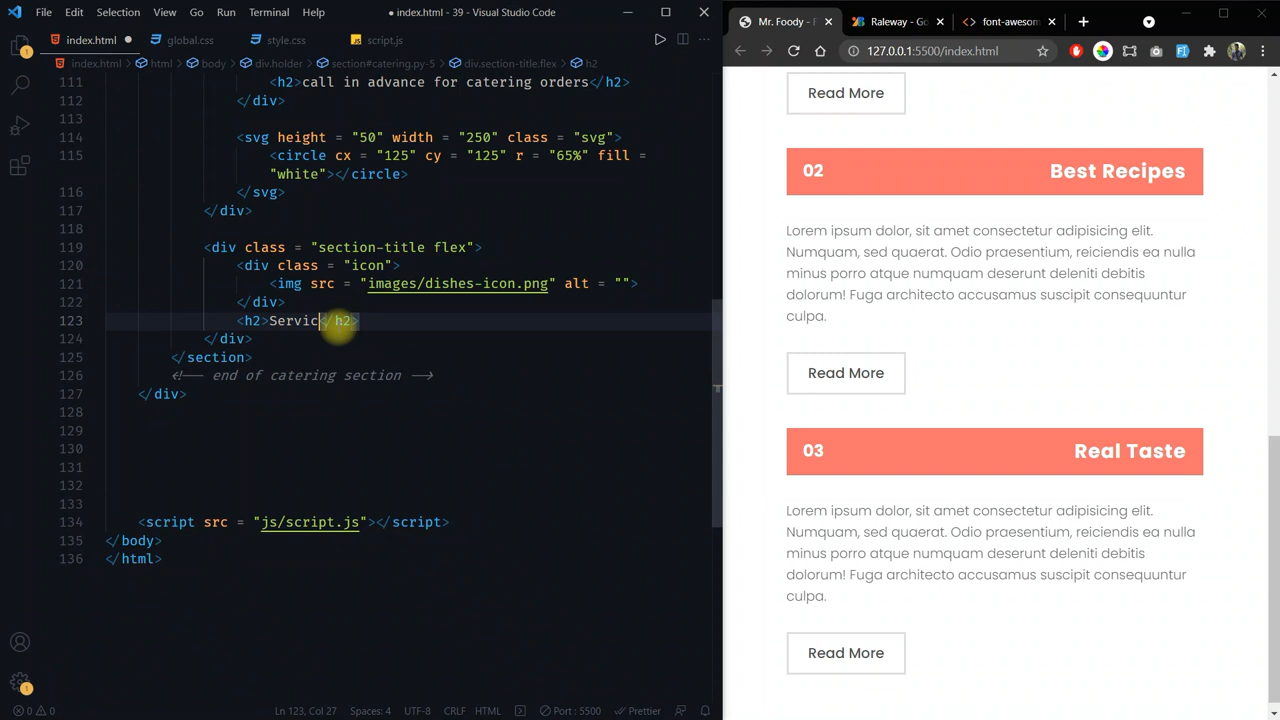 File Edit Selection View Go Run Terminal Help
● index.html - 39 - Visual Studio Code
index.html ●
global.css
style.css
script.js
index.html > html > body > div.holder > section#catering.py-5 > div.section-title.flex > h2
111 <h2>call in advance for catering orders</h2>
112 </div>
113
114 <svg height = "50" width = "250" class = "svg">
115 <circle cx = "125" cy = "125" r = "65%" fill =
"white"></circle>
116 </svg>
117 </div>
118
119 <div class = "section-title flex">
120 <div class = "icon">
121 <img src = "images/dishes-icon.png" alt = "">
122 </div>
123 <h2>Servic</h2>
124 </div>
125 </section>
126 <!-- end of catering section -->
127 </div>
128
129
130
131
132
133
134 <script src = "js/script.js"></script>
135 </body>
136 </html>
1
1
0 0
Ln 123, Col 27
Spaces: 4
UTF-8
CRLF
HTML
Port : 5500
Prettier
Mr. Foody - F
Raleway - Go
font-awesom
127.0.0.1:5500/index.html
Read More
02 Best Recipes
Lorem ipsum dolor, sit amet consectetur adipisicing elit.
Numquam, sed quaerat. Odio praesentium, reiciendis ea nulla
minus porro atque numquam deserunt deleniti debitis
dolorum! Fuga architecto accusamus suscipit consequuntur
culpa.
Read More
03 Real Taste
Lorem ipsum dolor, sit amet consectetur adipisicing elit.
Numquam, sed quaerat. Odio praesentium, reiciendis ea nulla
minus porro atque numquam deserunt deleniti debitis
dolorum! Fuga architecto accusamus suscipit consequuntur
culpa.
Read More